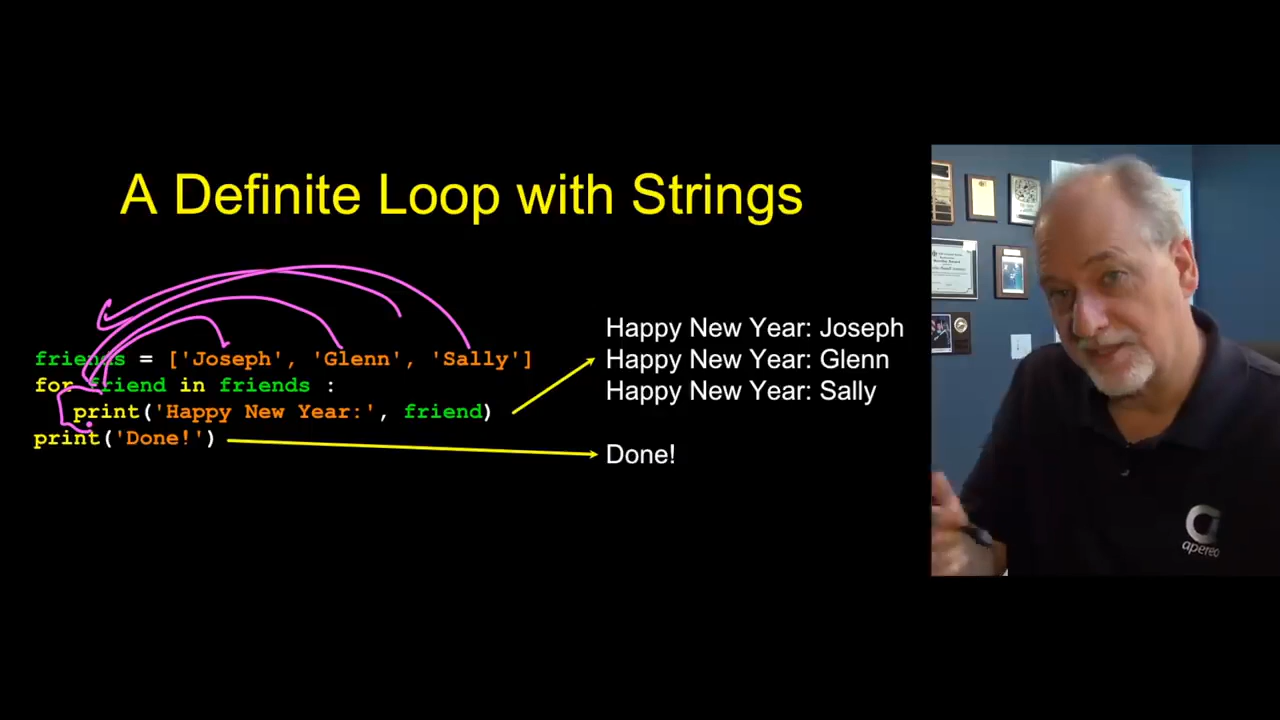 A Definite Loop with Strings
friends = ['Joseph', 'Glenn', 'Sally']
for friend in friends :
print('Happy New Year:', friend)
print('Done!')
Happy New Year: Joseph
Happy New Year: Glenn
Happy New Year: Sally
Done!
apereo